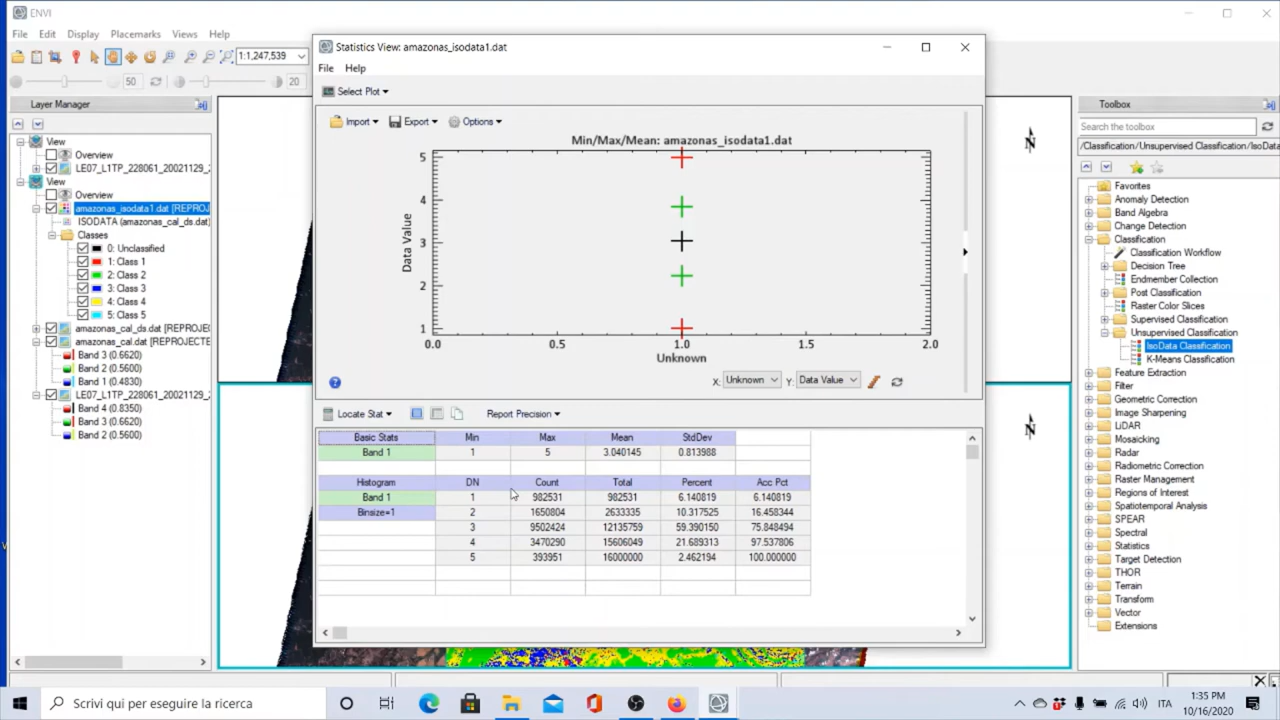 ENVI
File Edit Display Placemarks Views Help
1:1,247,539
50
20
Layer Manager
View
Overview
LE07_L1TP_228061_20021129_
View
Overview
amazonas_isodata1.dat [REPROJ
ISODATA (amazonas_cal_ds.dat)
Classes
0: Unclassified
1: Class 1
2: Class 2
3: Class 3
4: Class 4
5: Class 5
amazonas_cal_ds.dat [REPROJE
amazonas_cal.dat [REPROJECTE
Band 3 (0.6620)
Band 2 (0.5600)
Band 1 (0.4830)
LE07_L1TP_228061_20021129_
Band 4 (0.8350)
Band 3 (0.6620)
Band 2 (0.5600)
Statistics View: amazonas_isodata1.dat
File Help
Select Plot
Import Export Options
Min/Max/Mean: amazonas_isodata1.dat
Data Value
5
4
3
2
1
0.0 0.5 1.0 1.5 2.0
Unknown
X: Unknown Y: Data Value
Locate Stat Report Precision
Basic Stats Min Max Mean StdDev
Band 1 1 5 3.040145 0.813988
Histogram DN Count Total Percent Acc Pct
Band 1 1 982531 982531 6.140819 6.140819
Binsize=1 2 1650804 2633335 10.317525 16.458344
3 9502424 12135759 59.390150 75.848494
4 3470290 15606049 21.689313 97.537806
5 393951 16000000 2.462194 100.000000
N
N
Toolbox
Search the toolbox
/Classification/Unsupervised Classification/IsoData
Favorites
Anomaly Detection
Band Algebra
Change Detection
Classification
Classification Workflow
Decision Tree
Endmember Collection
Post Classification
Raster Color Slices
Supervised Classification
Unsupervised Classification
IsoData Classification
K-Means Classification
Feature Extraction
Filter
Geometric Correction
Image Sharpening
LiDAR
Mosaicking
Radar
Radiometric Correction
Raster Management
Regions of Interest
Spatiotemporal Analysis
SPEAR
Spectral
Statistics
Target Detection
THOR
Terrain
Transform
Vector
Extensions
Scrivi qui per eseguire la ricerca
ITA
1:35 PM
10/16/2020